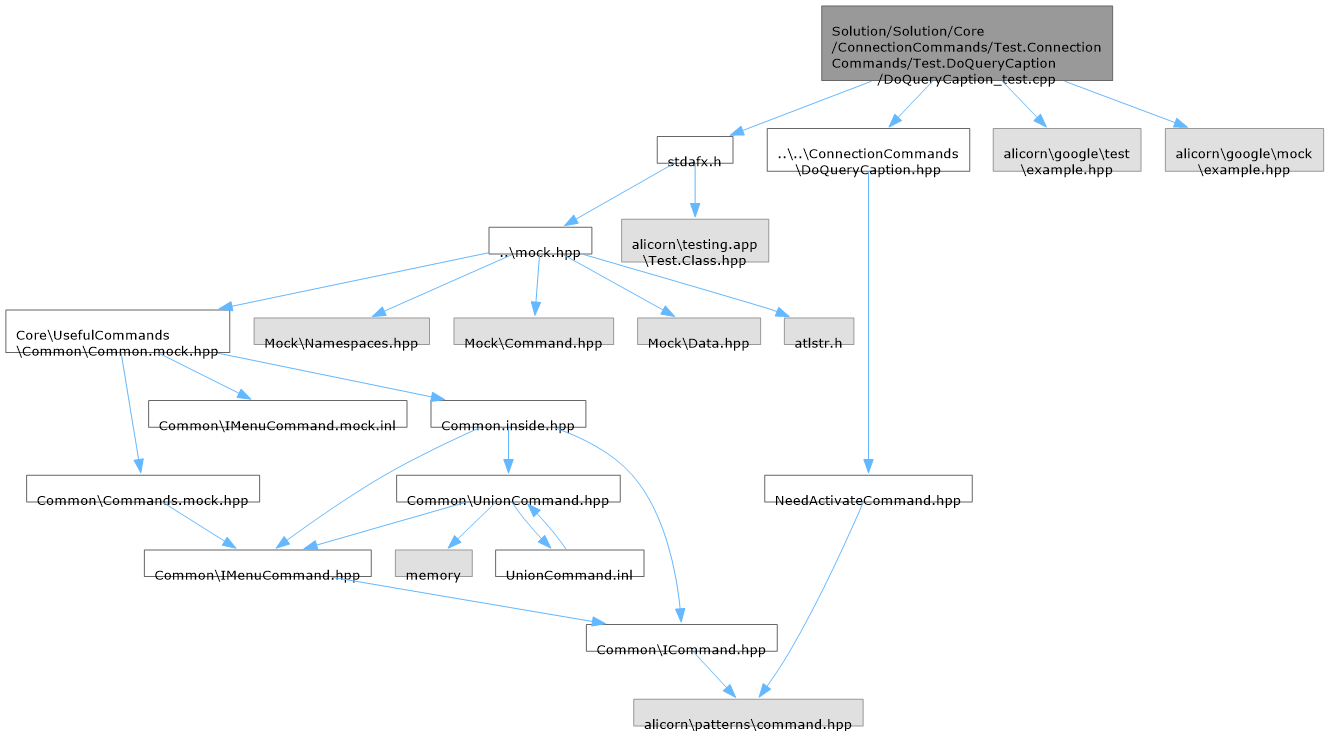 Solution/Solution/Core
/ConnectionCommands/Test.Connection
Commands/Test.DoQueryCaption
/DoQueryCaption_test.cpp
stdafx.h
..\..\ConnectionCommands
\DoQueryCaption.hpp
alicorn\google\test
\example.hpp
alicorn\google\mock
\example.hpp
..\mock.hpp
alicorn\testing.app
\Test.Class.hpp
Core\UsefulCommands
\Common\Common.mock.hpp
Mock\Namespaces.hpp
Mock\Command.hpp
Mock\Data.hpp
atlstr.h
Common\IMenuCommand.mock.inl
Common.inside.hpp
Common\Commands.mock.hpp
Common\UnionCommand.hpp
NeedActivateCommand.hpp
Common\IMenuCommand.hpp
memory
UnionCommand.inl
Common\ICommand.hpp
alicorn\patterns\command.hpp